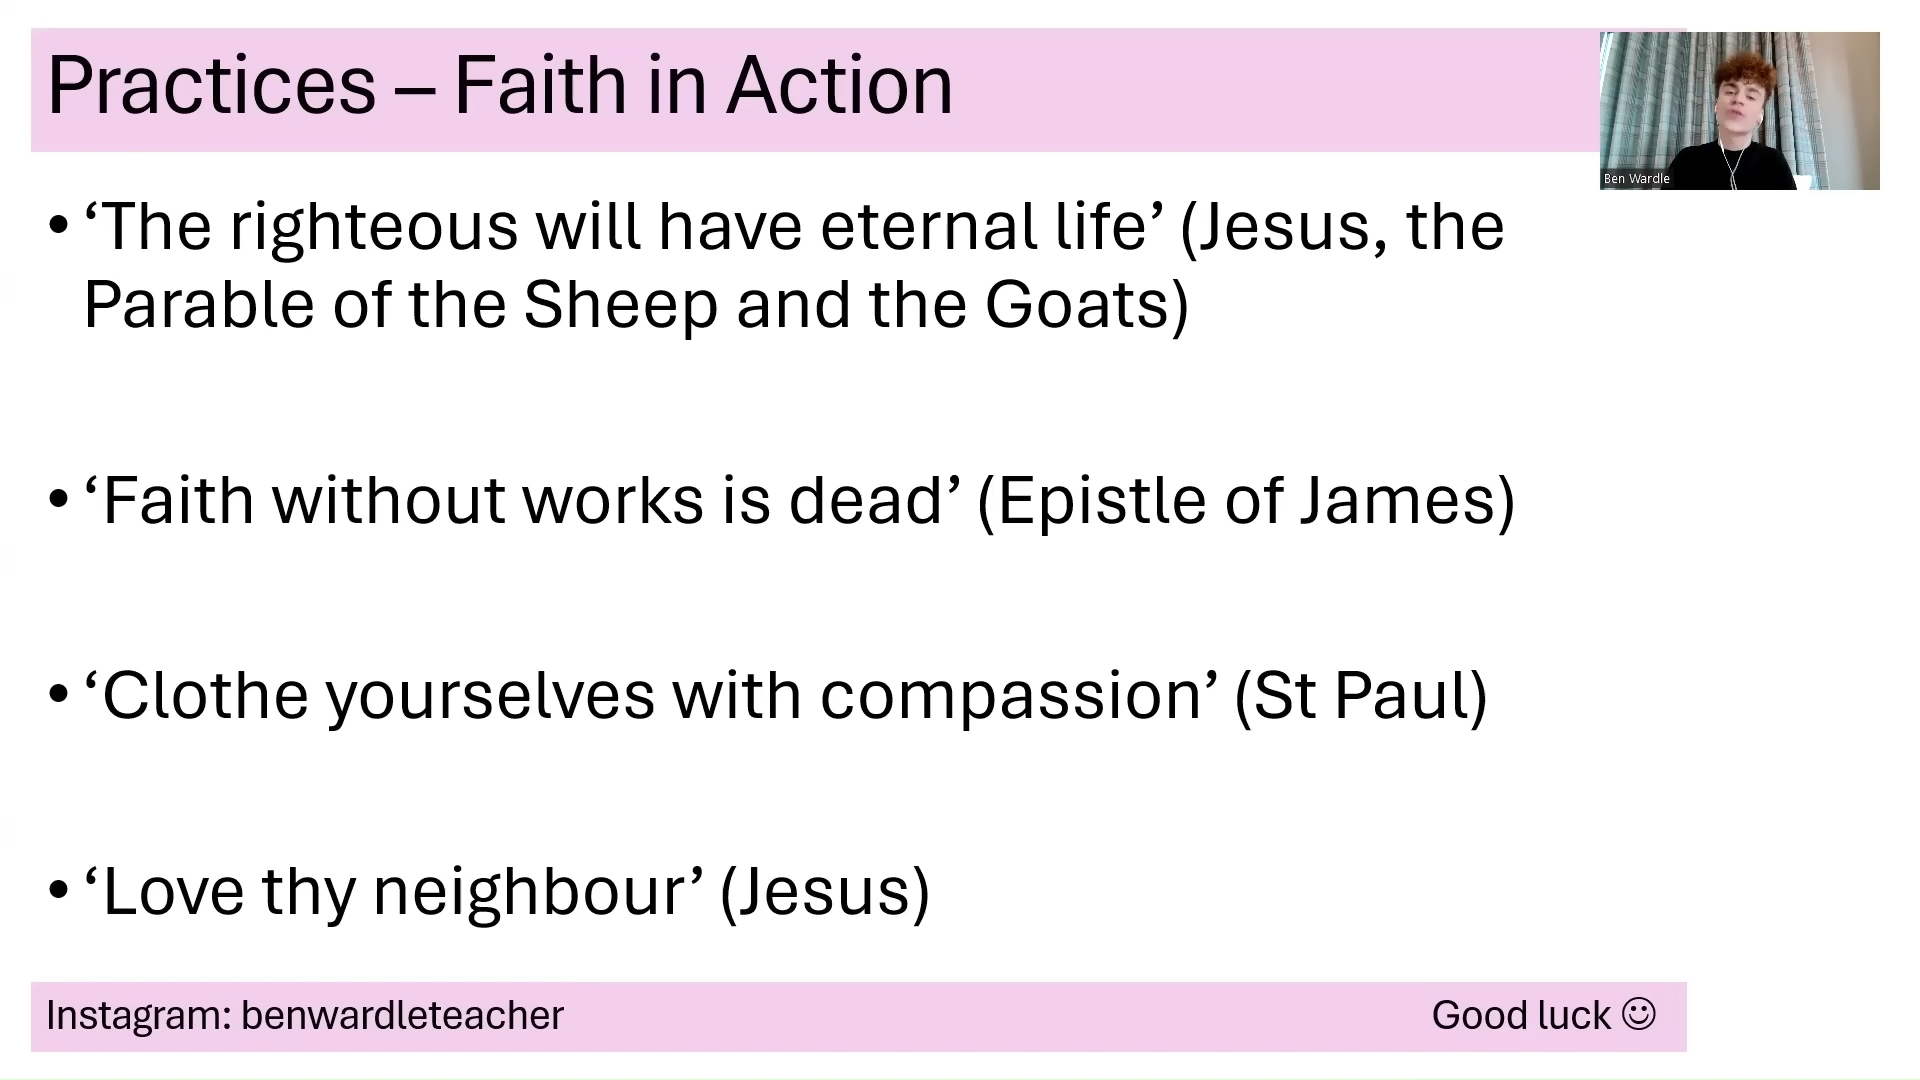 Practices – Faith in Action
Ben Wardle
• ‘The righteous will have eternal life’ (Jesus, the
Parable of the Sheep and the Goats)
• ‘Faith without works is dead’ (Epistle of James)
• ‘Clothe yourselves with compassion’ (St Paul)
• ‘Love thy neighbour’ (Jesus)
Instagram: benwardleteacher
Good luck ☺